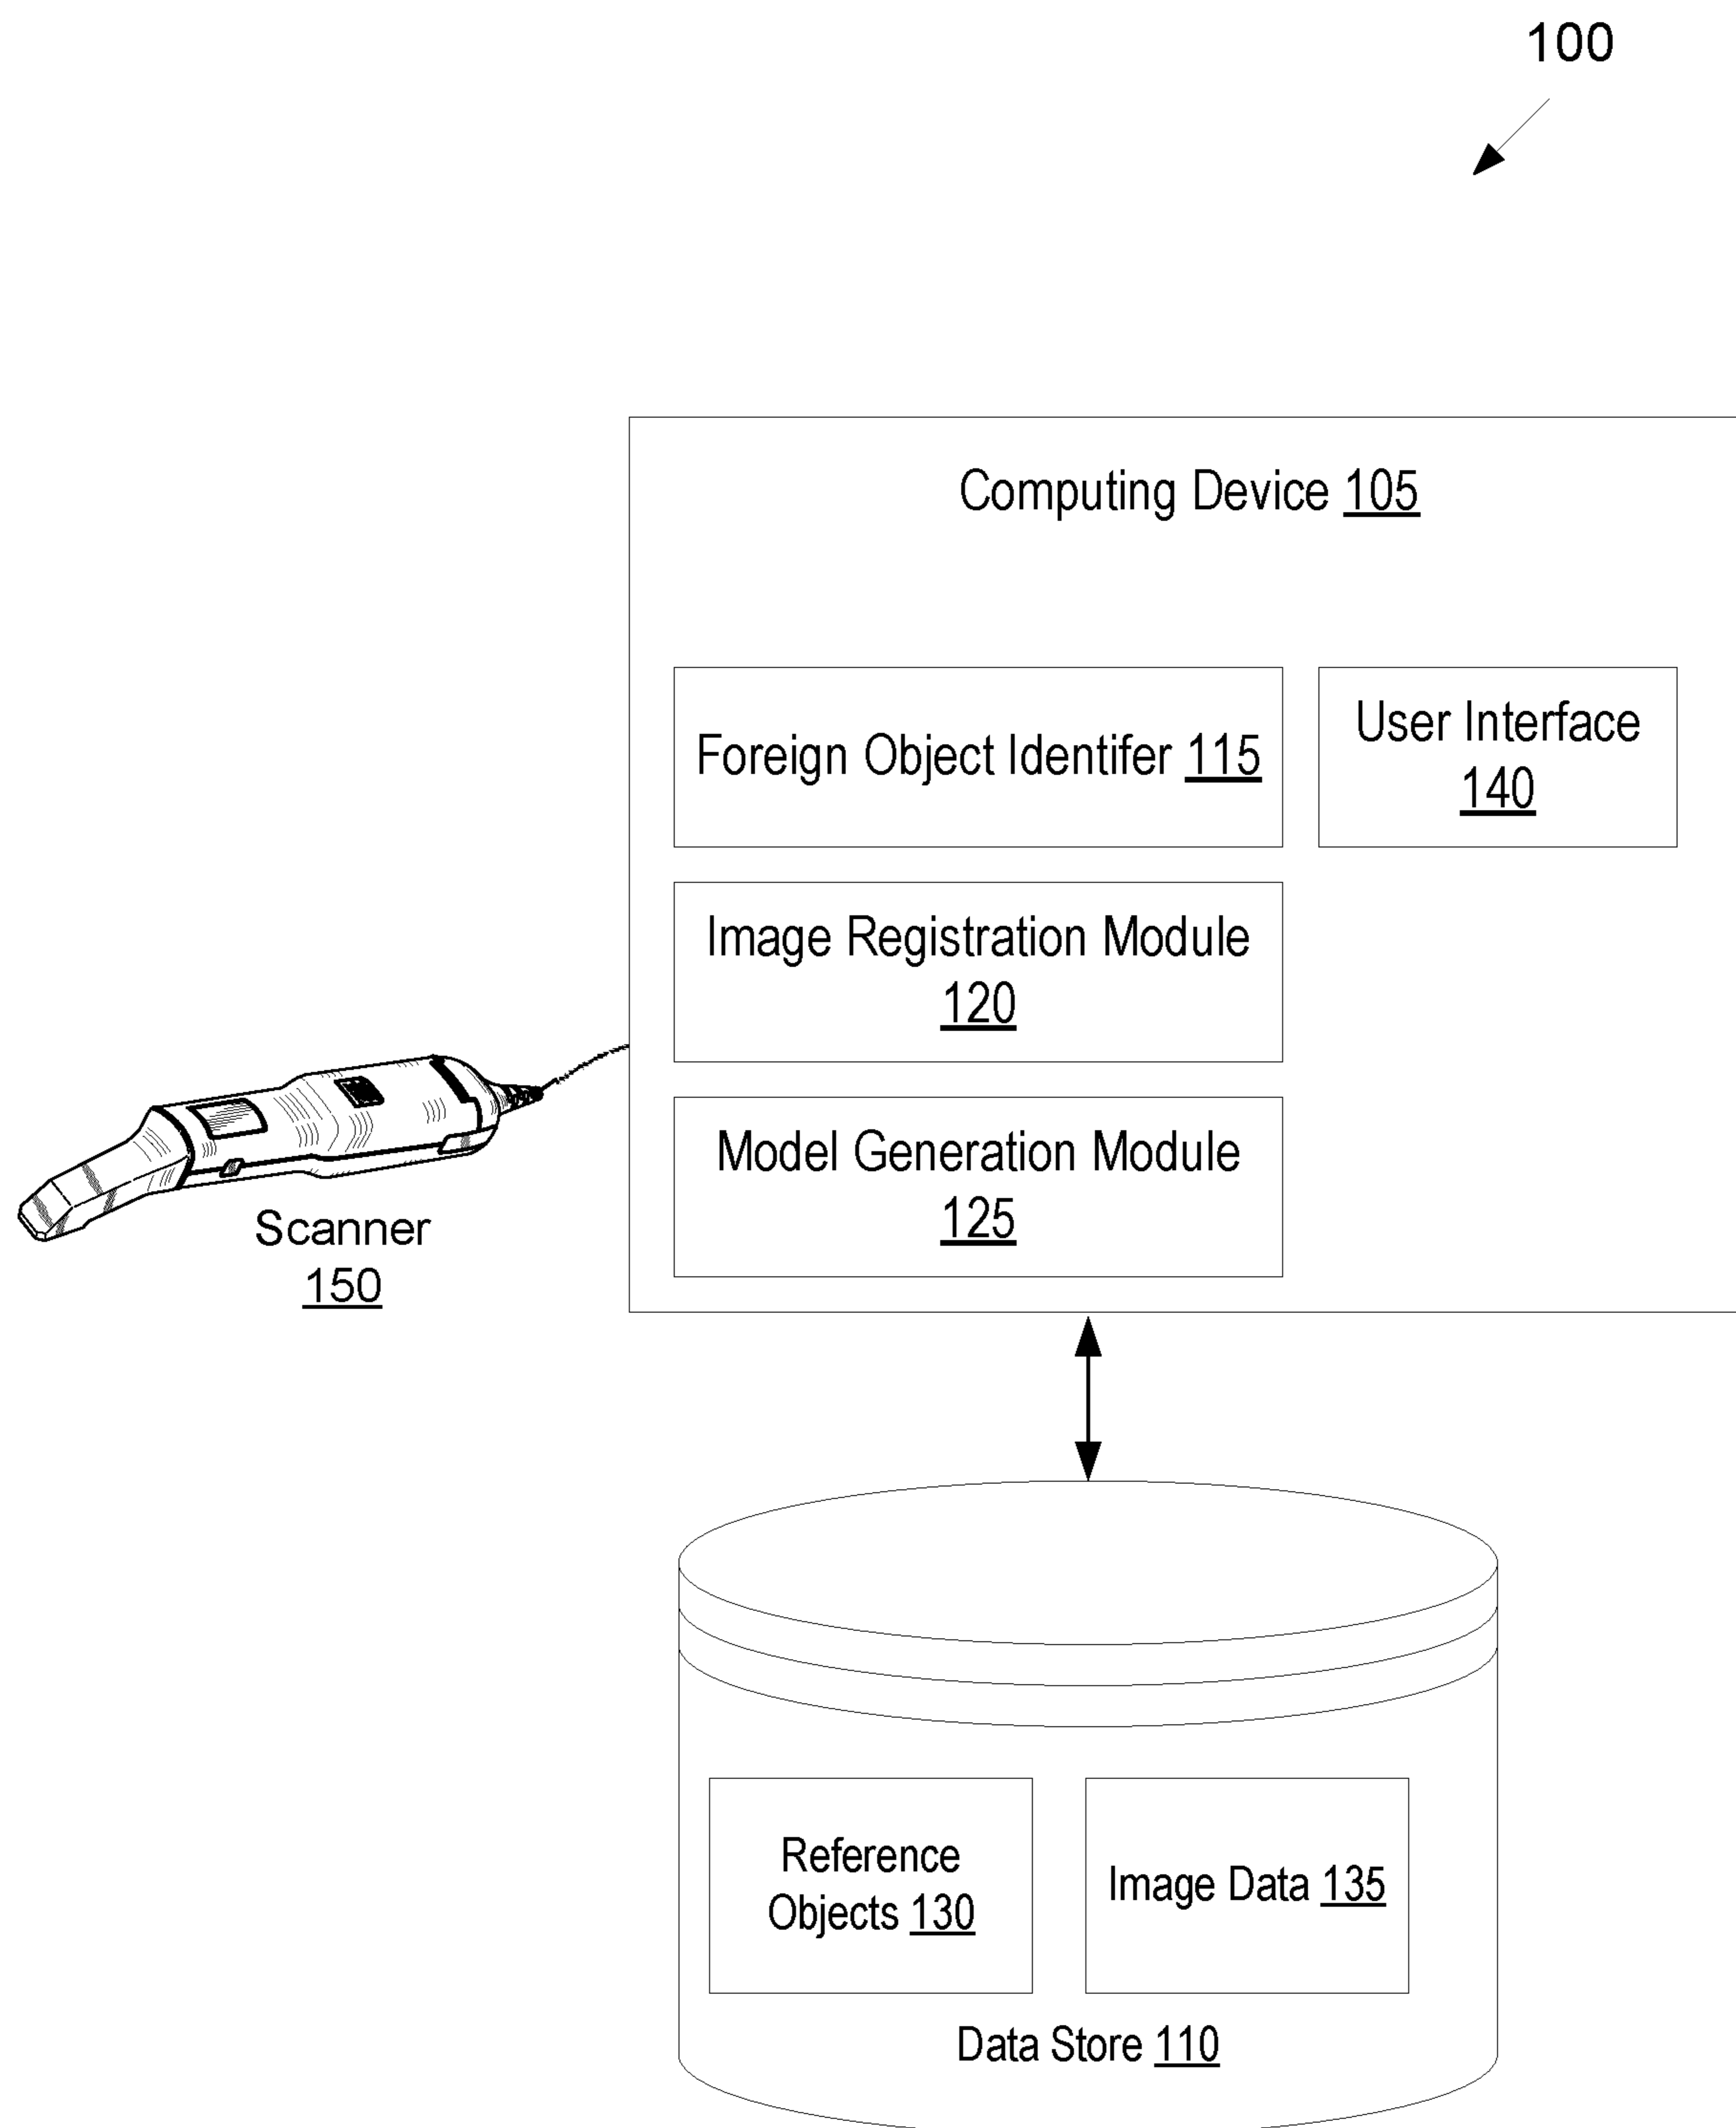 100
Computing Device 105
Foreign Object Identifer 115
User Interface
140
Image Registration Module
120
Model Generation Module
125
Scanner
150
Reference
Objects 130
Image Data 135
Data Store 110